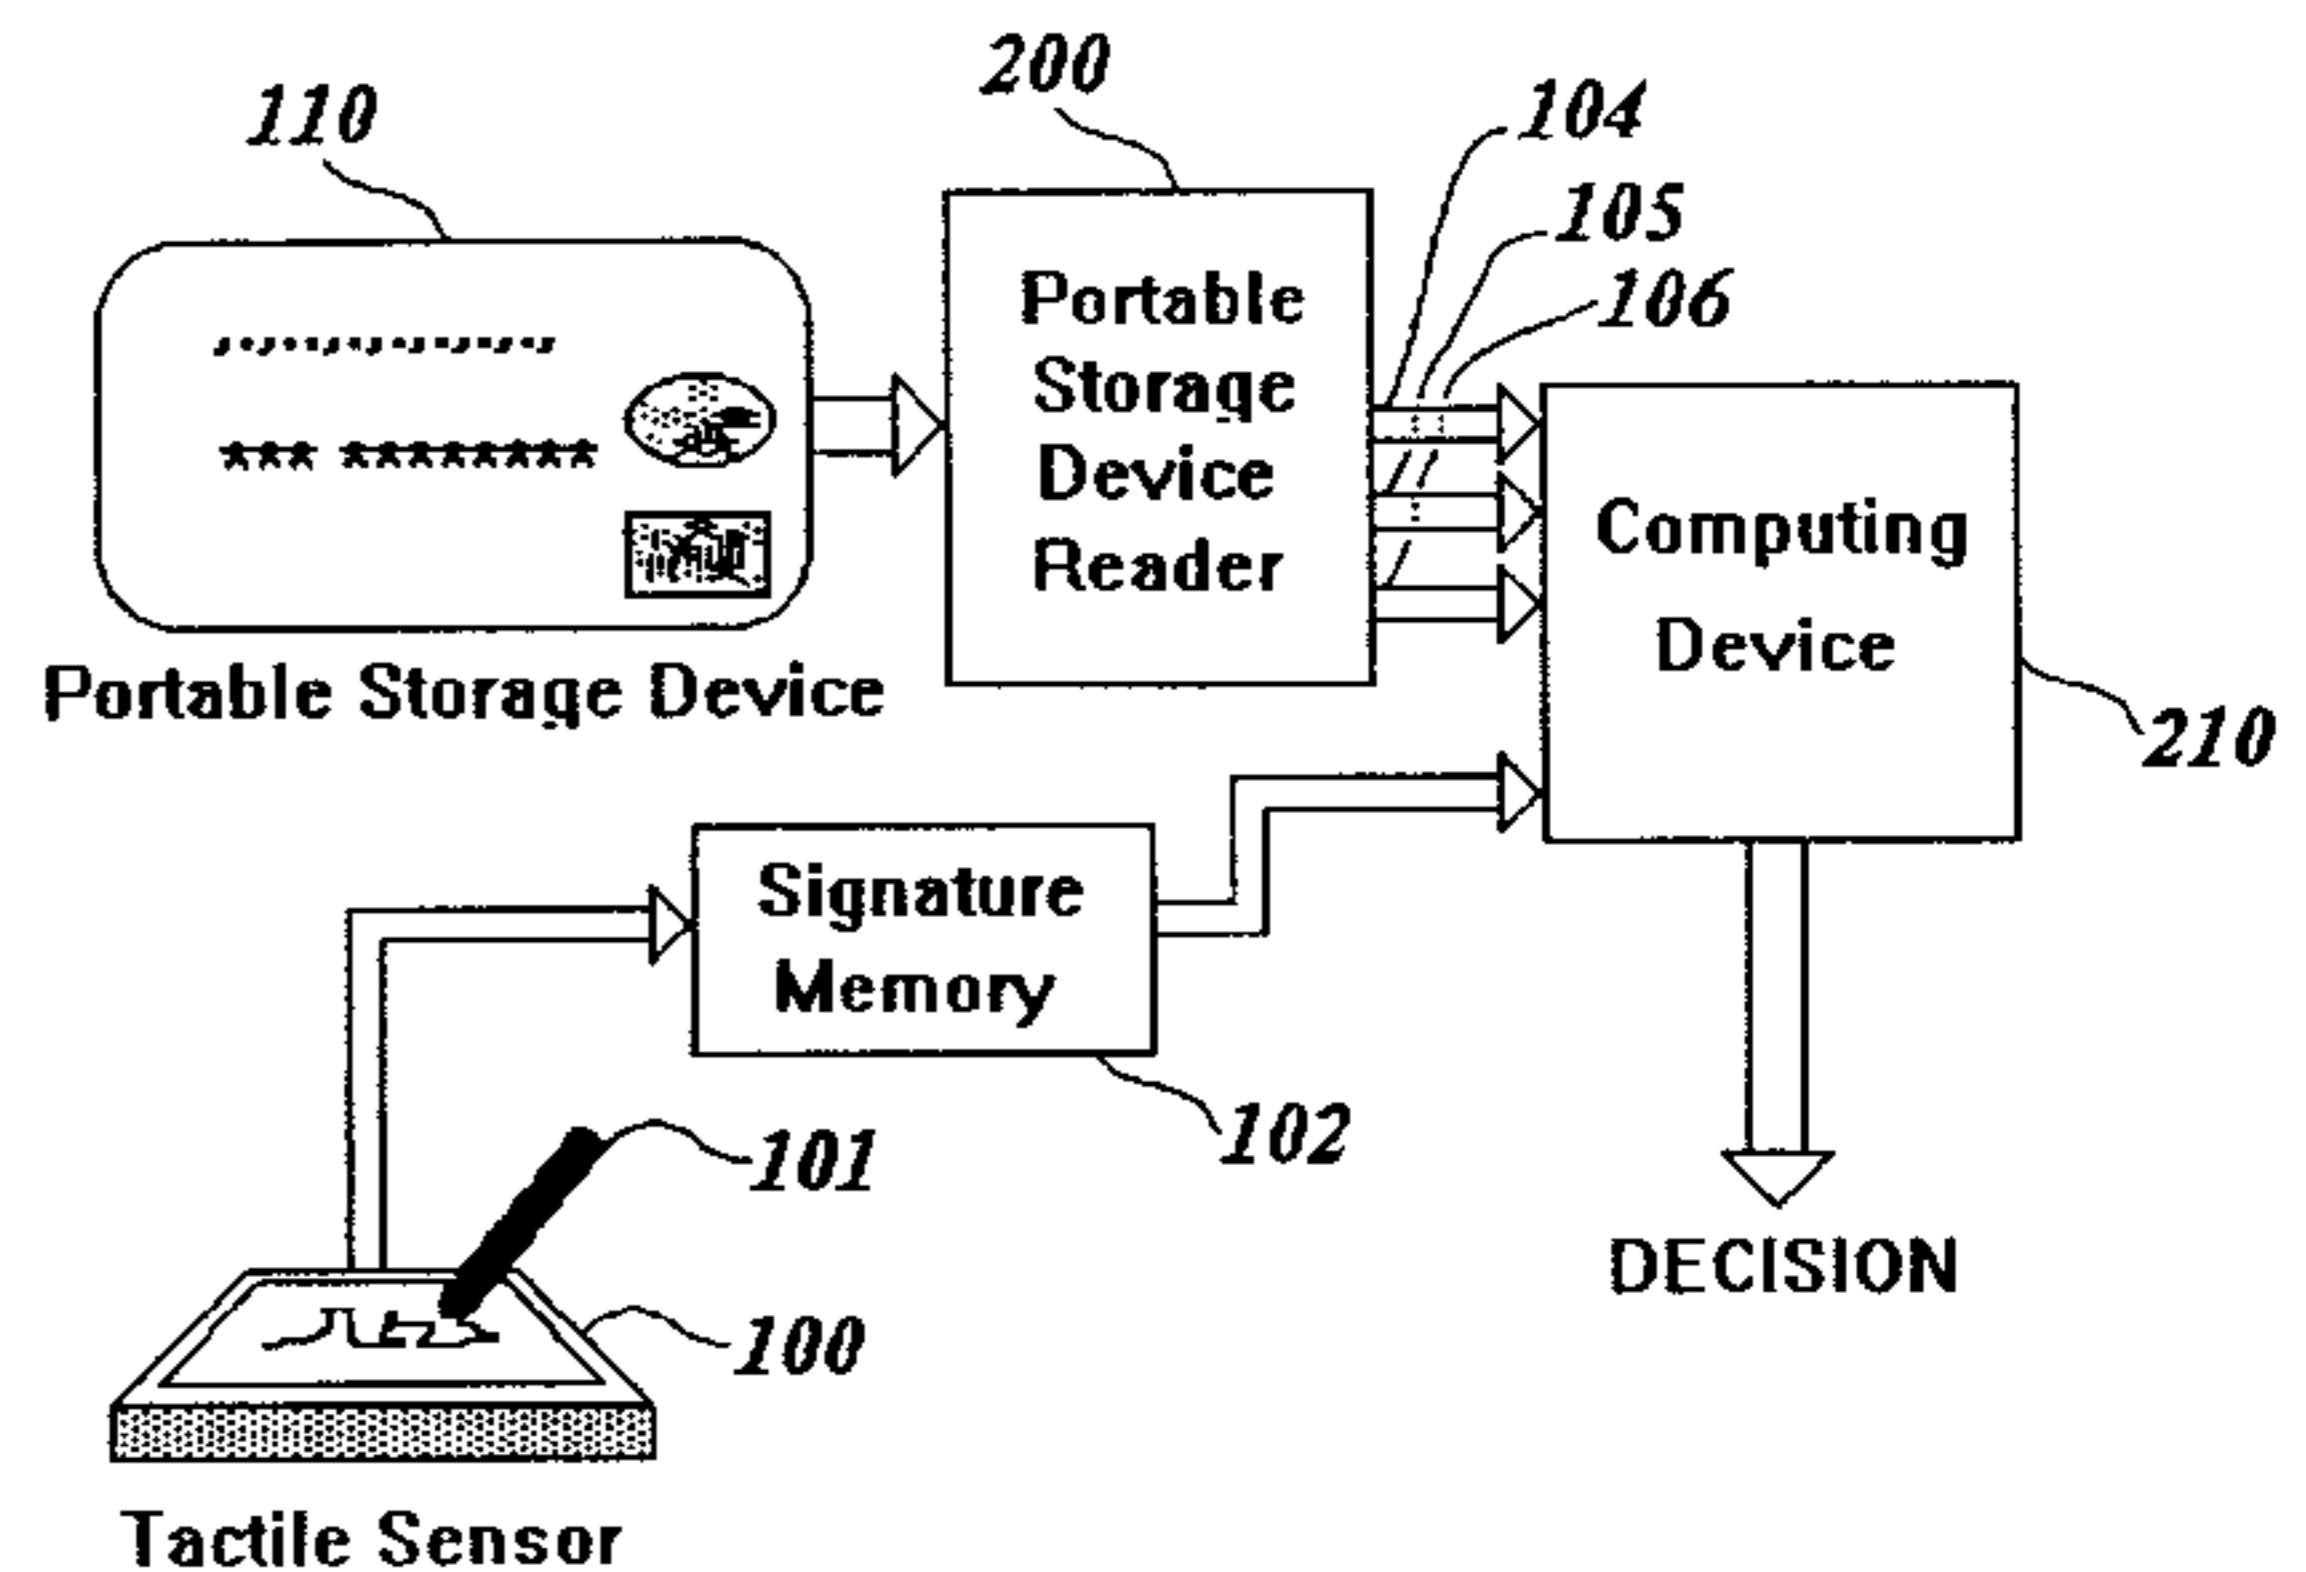 200
104
110
105
106
Portable
Storage
Device
Reader
*** ********
Computing
Device
Portable Storage Device
210
Signature
Memory
102
101
DECISION
100
Tactile Sensor